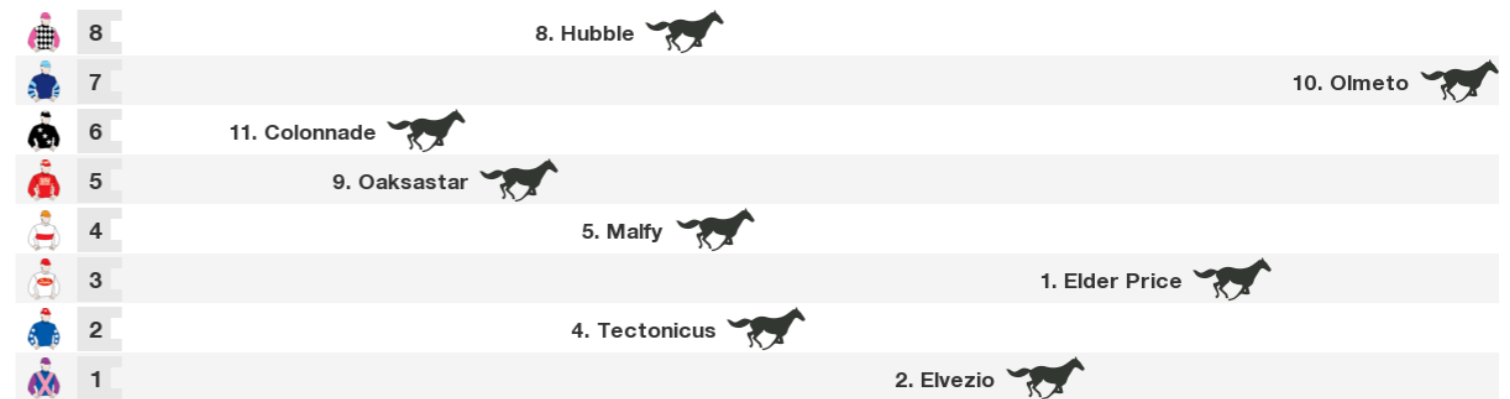 8 8. Hubble
7 10. Olmeto
6 11. Colonnade
5 9. Oaksastar
4 5. Malfy
3 1. Elder Price
2 4. Tectonicus
1 2. Elvezio